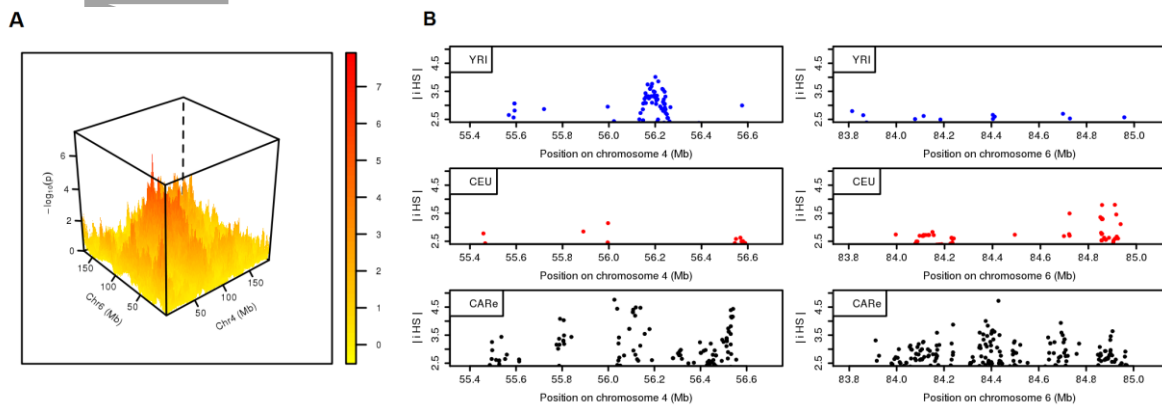 A
B
7
6
5
4
3
2
1
0
−log₁₀(p)
6
4
2
0
150
100
50
Chr6 (Mb)
50
100
150
Chr4 (Mb)
YRI
|iHS|
2.5 3.5 4.5
55.4 55.6 55.8 56.0 56.2 56.4 56.6
Position on chromosome 4 (Mb)
YRI
|iHS|
2.5 3.5 4.5
83.8 84.0 84.2 84.4 84.6 84.8 85.0
Position on chromosome 6 (Mb)
CEU
|iHS|
2.5 3.5 4.5
55.4 55.6 55.8 56.0 56.2 56.4 56.6
Position on chromosome 4 (Mb)
CEU
|iHS|
2.5 3.5 4.5
83.8 84.0 84.2 84.4 84.6 84.8 85.0
Position on chromosome 6 (Mb)
CARe
|iHS|
2.5 3.5 4.5
55.4 55.6 55.8 56.0 56.2 56.4 56.6
Position on chromosome 4 (Mb)
CARe
|iHS|
2.5 3.5 4.5
83.8 84.0 84.2 84.4 84.6 84.8 85.0
Position on chromosome 6 (Mb)